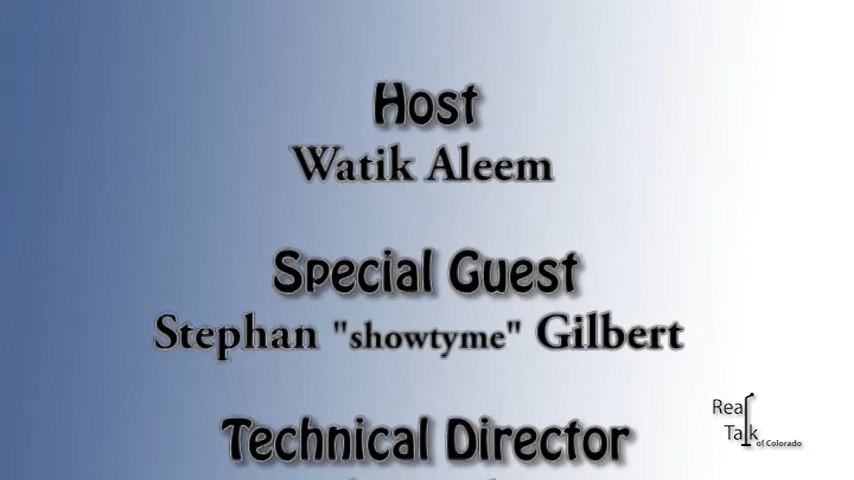 Host
Watik Aleem
Special Guest
Stephan "showtyme" Gilbert
Technical Director
Real
Talk
of Colorado